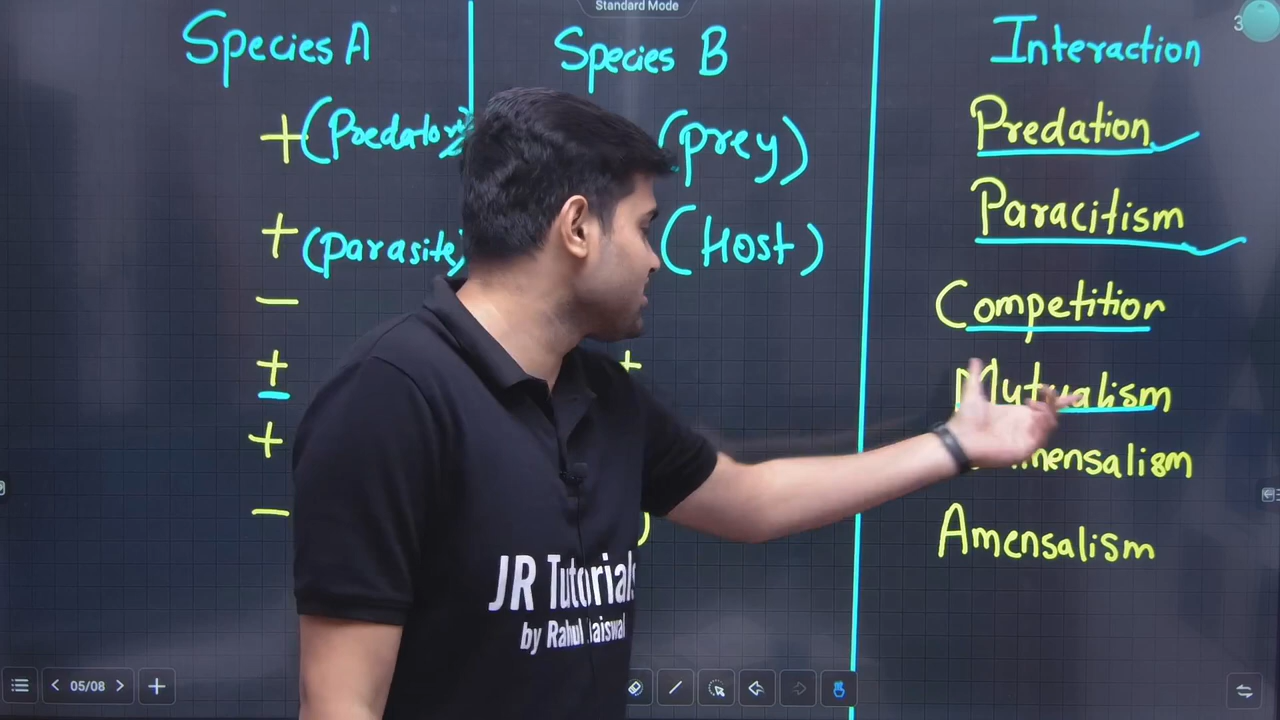 Standard Mode
3
Species A Species B Interaction
+ (Predator) (prey) Predation
+ (parasite) (Host) Paracitism
− Competition
+ + Mutualism
+ mensalism
− Amensalism
JR Tutorials
by Rahul Jaiswal
05/08